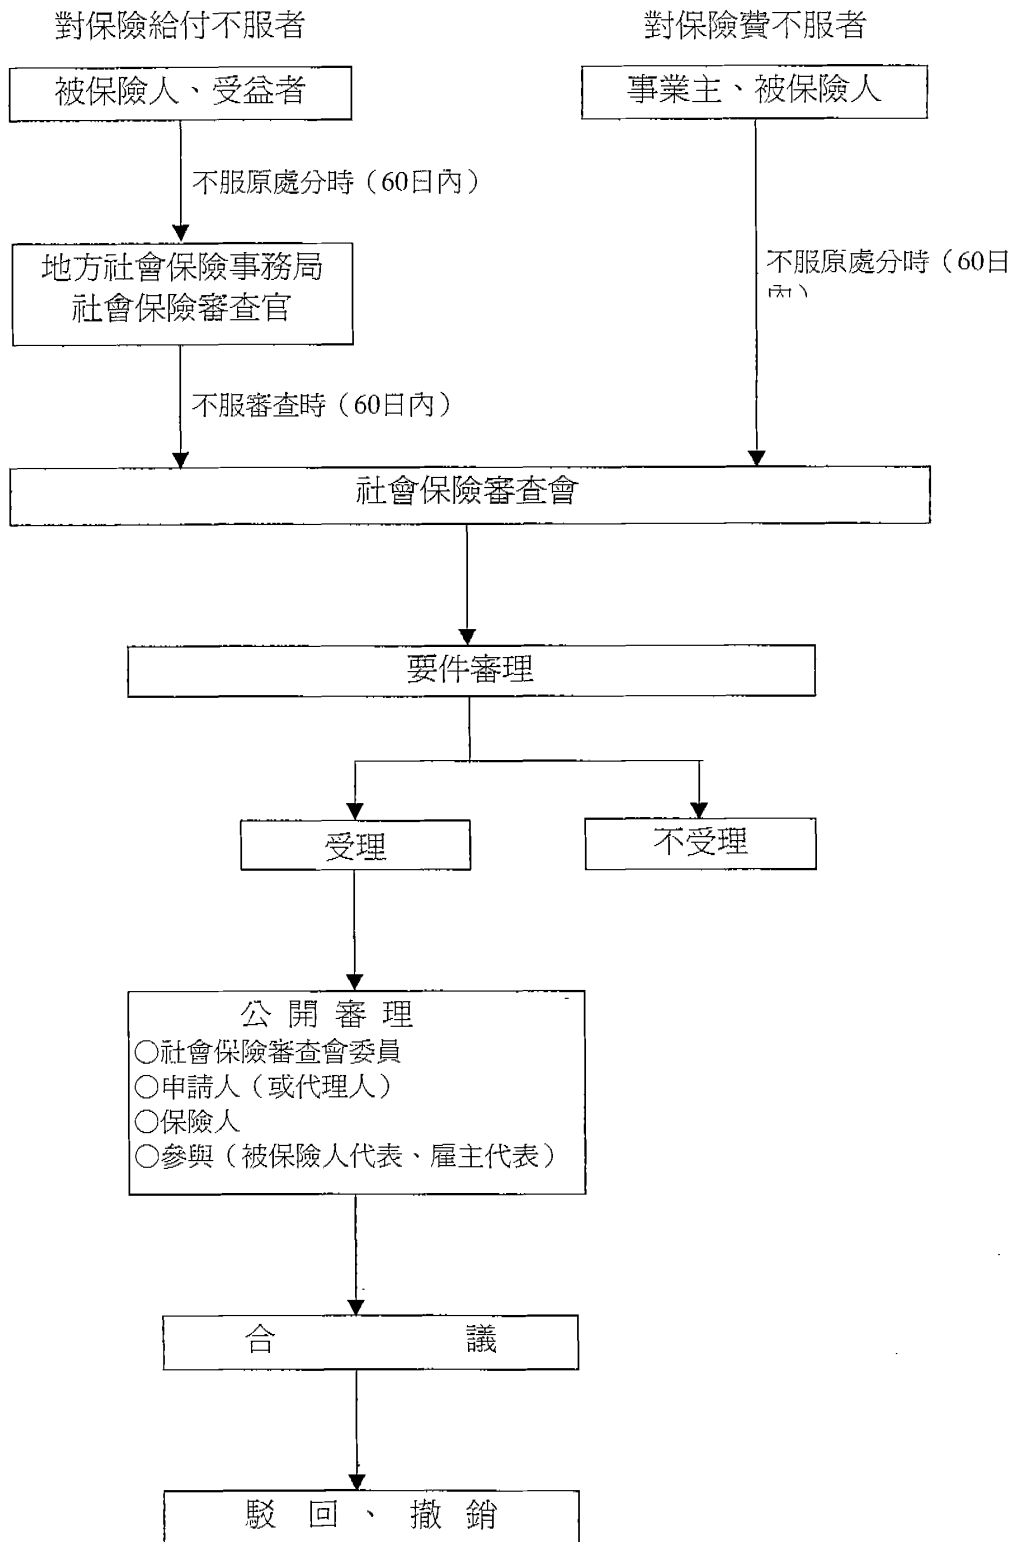 對保險給付不服者
對保險費不服者
被保險人、受益者
事業主、被保險人
不服原處分時（60日內）
地方社會保險事務局
社會保險審查官
不服原處分時（60日
內）
不服審查時（60日內）
社會保險審查會
要件審理
受理
不受理
公開審理
○社會保險審查會委員
○申請人（或代理人）
○保險人
○參與（被保險人代表、雇主代表）
合議
駁回、撤銷